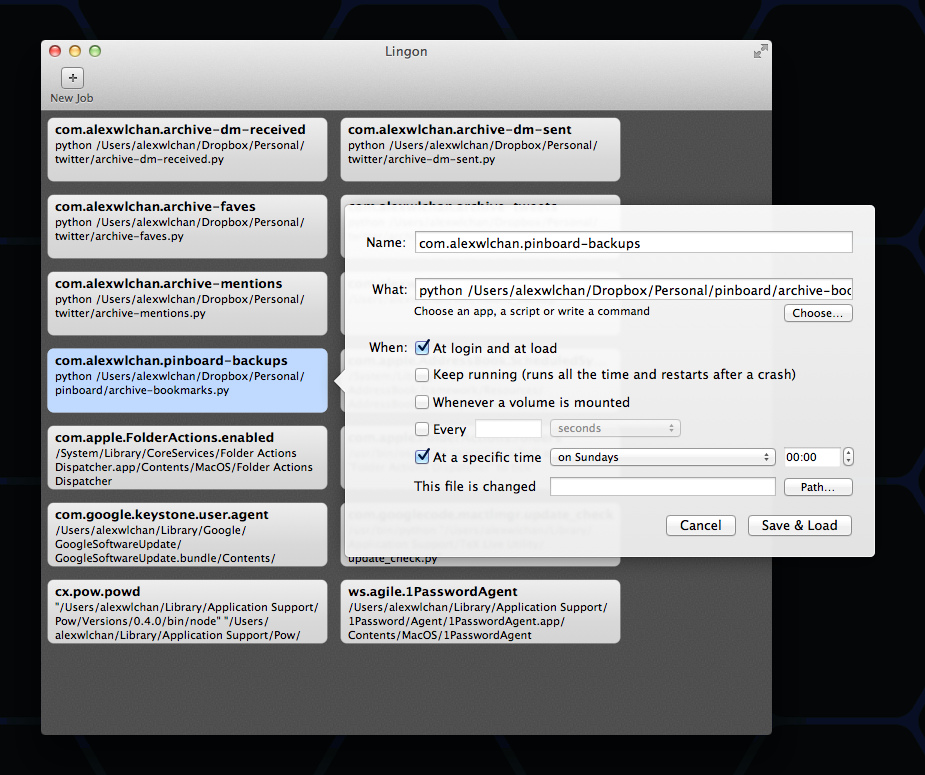 Lingon
New Job
com.alexwlchan.archive-dm-received
python /Users/alexwlchan/Dropbox/Personal/
twitter/archive-dm-received.py
com.alexwlchan.archive-dm-sent
python /Users/alexwlchan/Dropbox/Personal/
twitter/archive-dm-sent.py
com.alexwlchan.archive-faves
python /Users/alexwlchan/Dropbox/Personal/
twitter/archive-faves.py
com.alexwlchan.archive-tweets
com.alexwlchan.archive-mentions
python /Users/alexwlchan/Dropbox/Personal/
twitter/archive-mentions.py
com.alexwlchan.pinboard-backups
python /Users/alexwlchan/Dropbox/Personal/
pinboard/archive-bookmarks.py
com.apple.FolderActions.enabled
/System/Library/CoreServices/Folder Actions
Dispatcher.app/Contents/MacOS/Folder Actions
Dispatcher
com.google.keystone.user.agent
/Users/alexwlchan/Library/Google/
GoogleSoftwareUpdate/
GoogleSoftwareUpdate.bundle/Contents/
update_check.py
cx.pow.powd
"/Users/alexwlchan/Library/Application Support/
Pow/Versions/0.4.0/bin/node" "/Users/
alexwlchan/Library/Application Support/Pow/
ws.agile.1PasswordAgent
/Users/alexwlchan/Library/Application Support/
1Password/Agent/1PasswordAgent.app/
Contents/MacOS/1PasswordAgent
Name: com.alexwlchan.pinboard-backups
What: python /Users/alexwlchan/Dropbox/Personal/pinboard/archive-boo
Choose an app, a script or write a command
Choose...
When: At login and at load
Keep running (runs all the time and restarts after a crash)
Whenever a volume is mounted
Every seconds
At a specific time on Sundays 00:00
This file is changed Path...
Cancel Save & Load